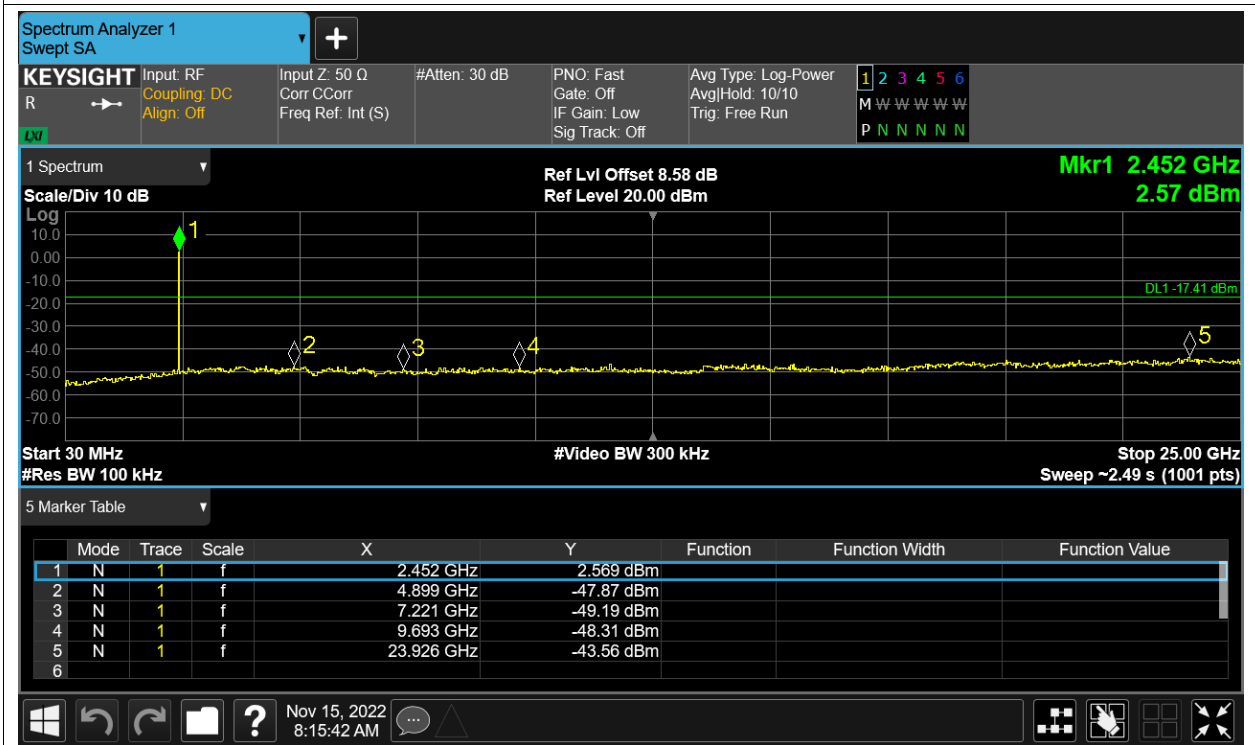 Spectrum Analyzer 1
Swept SA
KEYSIGHT Input: RF Input Z: 50 Ω #Atten: 30 dB PNO: Fast Avg Type: Log-Power 1 2 3 4 5 6
R Coupling: DC Corr CCorr Gate: Off Avg|Hold: 10/10 M W W W W W
Align: Off Freq Ref: Int (S) IF Gain: Low Trig: Free Run
LXI Sig Track: Off P N N N N N
1 Spectrum Ref Lvl Offset 8.58 dB Mkr1 2.452 GHz
Scale/Div 10 dB Ref Level 20.00 dBm 2.57 dBm
Log
10.0 1
0.00
-10.0
DL1 -17.41 dBm
-20.0
-30.0
-40.0 2 3 4 5
-50.0
-60.0
-70.0
Start 30 MHz #Video BW 300 kHz Stop 25.00 GHz
#Res BW 100 kHz Sweep ~2.49 s (1001 pts)
5 Marker Table
Mode Trace Scale X Y Function Function Width Function Value
1 N 1 f 2.452 GHz 2.569 dBm
2 N 1 f 4.899 GHz -47.87 dBm
3 N 1 f 7.221 GHz -49.19 dBm
4 N 1 f 9.693 GHz -48.31 dBm
5 N 1 f 23.926 GHz -43.56 dBm
6
? Nov 15, 2022
8:15:42 AM